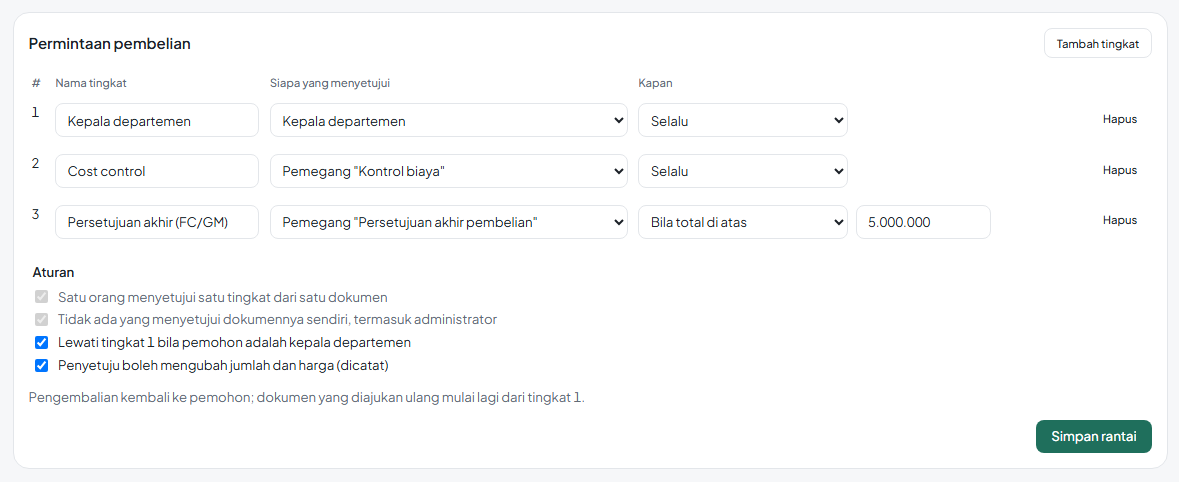 Permintaan pembelian
Tambah tingkat
# Nama tingkat Siapa yang menyetujui Kapan
1 Kepala departemen Kepala departemen Selalu Hapus
2 Cost control Pemegang "Kontrol biaya" Selalu Hapus
3 Persetujuan akhir (FC/GM) Pemegang "Persetujuan akhir pembelian" Bila total di atas 5.000.000 Hapus
Aturan
Satu orang menyetujui satu tingkat dari satu dokumen
Tidak ada yang menyetujui dokumennya sendiri, termasuk administrator
Lewati tingkat 1 bila pemohon adalah kepala departemen
Penyetuju boleh mengubah jumlah dan harga (dicatat)
Pengembalian kembali ke pemohon; dokumen yang diajukan ulang mulai lagi dari tingkat 1.
Simpan rantai